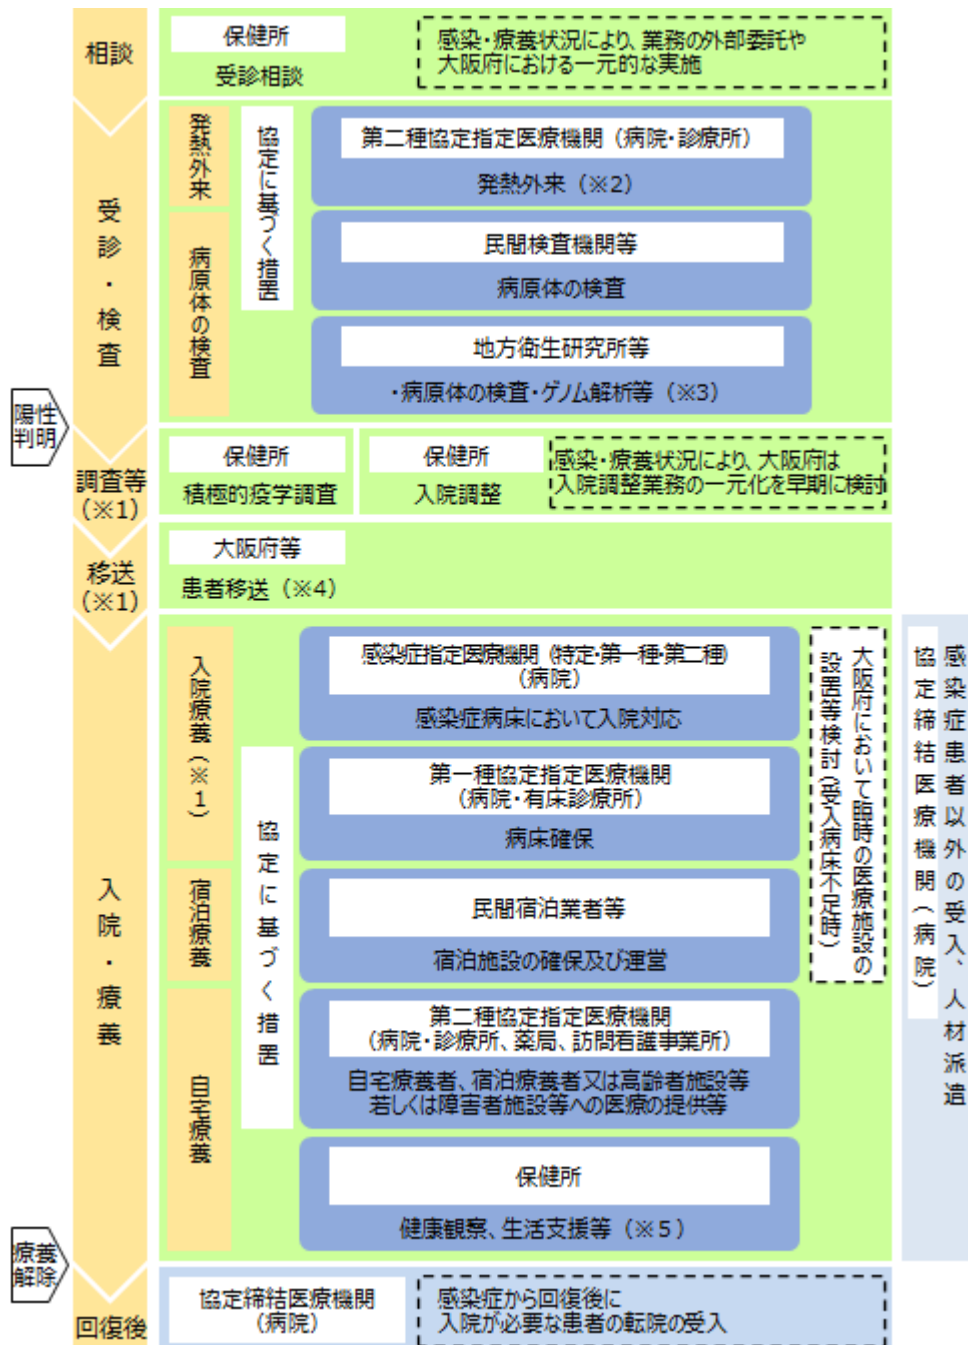 相談
保健所
受診相談
感染・療養状況により、業務の外部委託や
大阪府における一元的な実施
受診・検査
発熱外来
協定に基づく措置
第二種協定指定医療機関（病院・診療所）
発熱外来（※2）
病原体の検査
民間検査機関等
病原体の検査
地方衛生研究所等
・病原体の検査・ゲノム解析等（※3）
陽性
判明
調査等
（※1）
保健所
積極的疫学調査
保健所
入院調整
感染・療養状況により、大阪府は
入院調整業務の一元化を早期に検討
移送
（※1）
大阪府等
患者移送（※4）
入院・療養
入院療養（※1）
感染症指定医療機関（特定・第一種・第二種）
（病院）
感染症病床において入院対応
協定に基づく措置
第一種協定指定医療機関
（病院・有床診療所）
病床確保
宿泊療養
民間宿泊業者等
宿泊施設の確保及び運営
自宅療養
第二種協定指定医療機関
（病院・診療所、薬局、訪問看護事業所）
自宅療養者、宿泊療養者又は高齢者施設等
若しくは障害者施設等への医療の提供等
保健所
健康観察、生活支援等（※5）
大阪府において臨時の医療施設の
設置等検討（受入病床不足時）
感染症患者以外の受入、人材派遣
協定締結医療機関（病院）
療養
解除
回復後
協定締結医療機関
（病院）
感染症から回復後に
入院が必要な患者の転院の受入